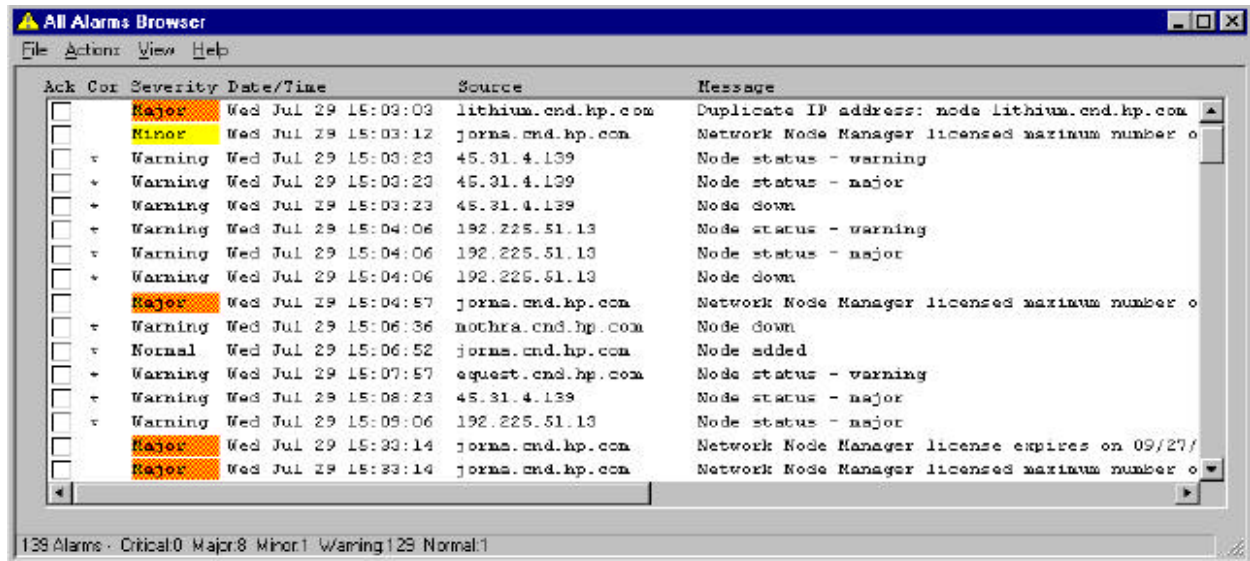 All Alarms Browser
File Actions View Help
Ack Cor Severity Date/Time Source Message
Major Wed Jul 29 15:03:03 lithium.cnd.hp.com Duplicate IP address: node lithium.cnd.hp.com
Minor Wed Jul 29 15:03:12 jorma.cnd.hp.com Network Node Manager licensed maximum number o
Warning Wed Jul 29 15:03:23 45.31.4.139 Node status - warning
Warning Wed Jul 29 15:03:23 45.31.4.139 Node status - major
Warning Wed Jul 29 15:03:23 45.31.4.139 Node down
Warning Wed Jul 29 15:04:06 192.225.51.13 Node status - warning
Warning Wed Jul 29 15:04:06 192.225.51.13 Node status - major
Warning Wed Jul 29 15:04:06 192.225.51.13 Node down
Major Wed Jul 29 15:04:57 jorma.cnd.hp.com Network Node Manager licensed maximum number o
Warning Wed Jul 29 15:06:36 mothra.cnd.hp.com Node down
Normal Wed Jul 29 15:06:52 jorma.cnd.hp.com Node added
Warning Wed Jul 29 15:07:57 equest.cnd.hp.com Node status - warning
Warning Wed Jul 29 15:08:23 45.31.4.139 Node status - major
Warning Wed Jul 29 15:09:06 192.225.51.13 Node status - major
Major Wed Jul 29 15:33:14 jorma.cnd.hp.com Network Node Manager license expires on 09/27/
Major Wed Jul 29 15:33:14 jorma.cnd.hp.com Network Node Manager licensed maximum number o
139 Alarms - Critical:0 Major:8 Minor:1 Warning:129 Normal:1